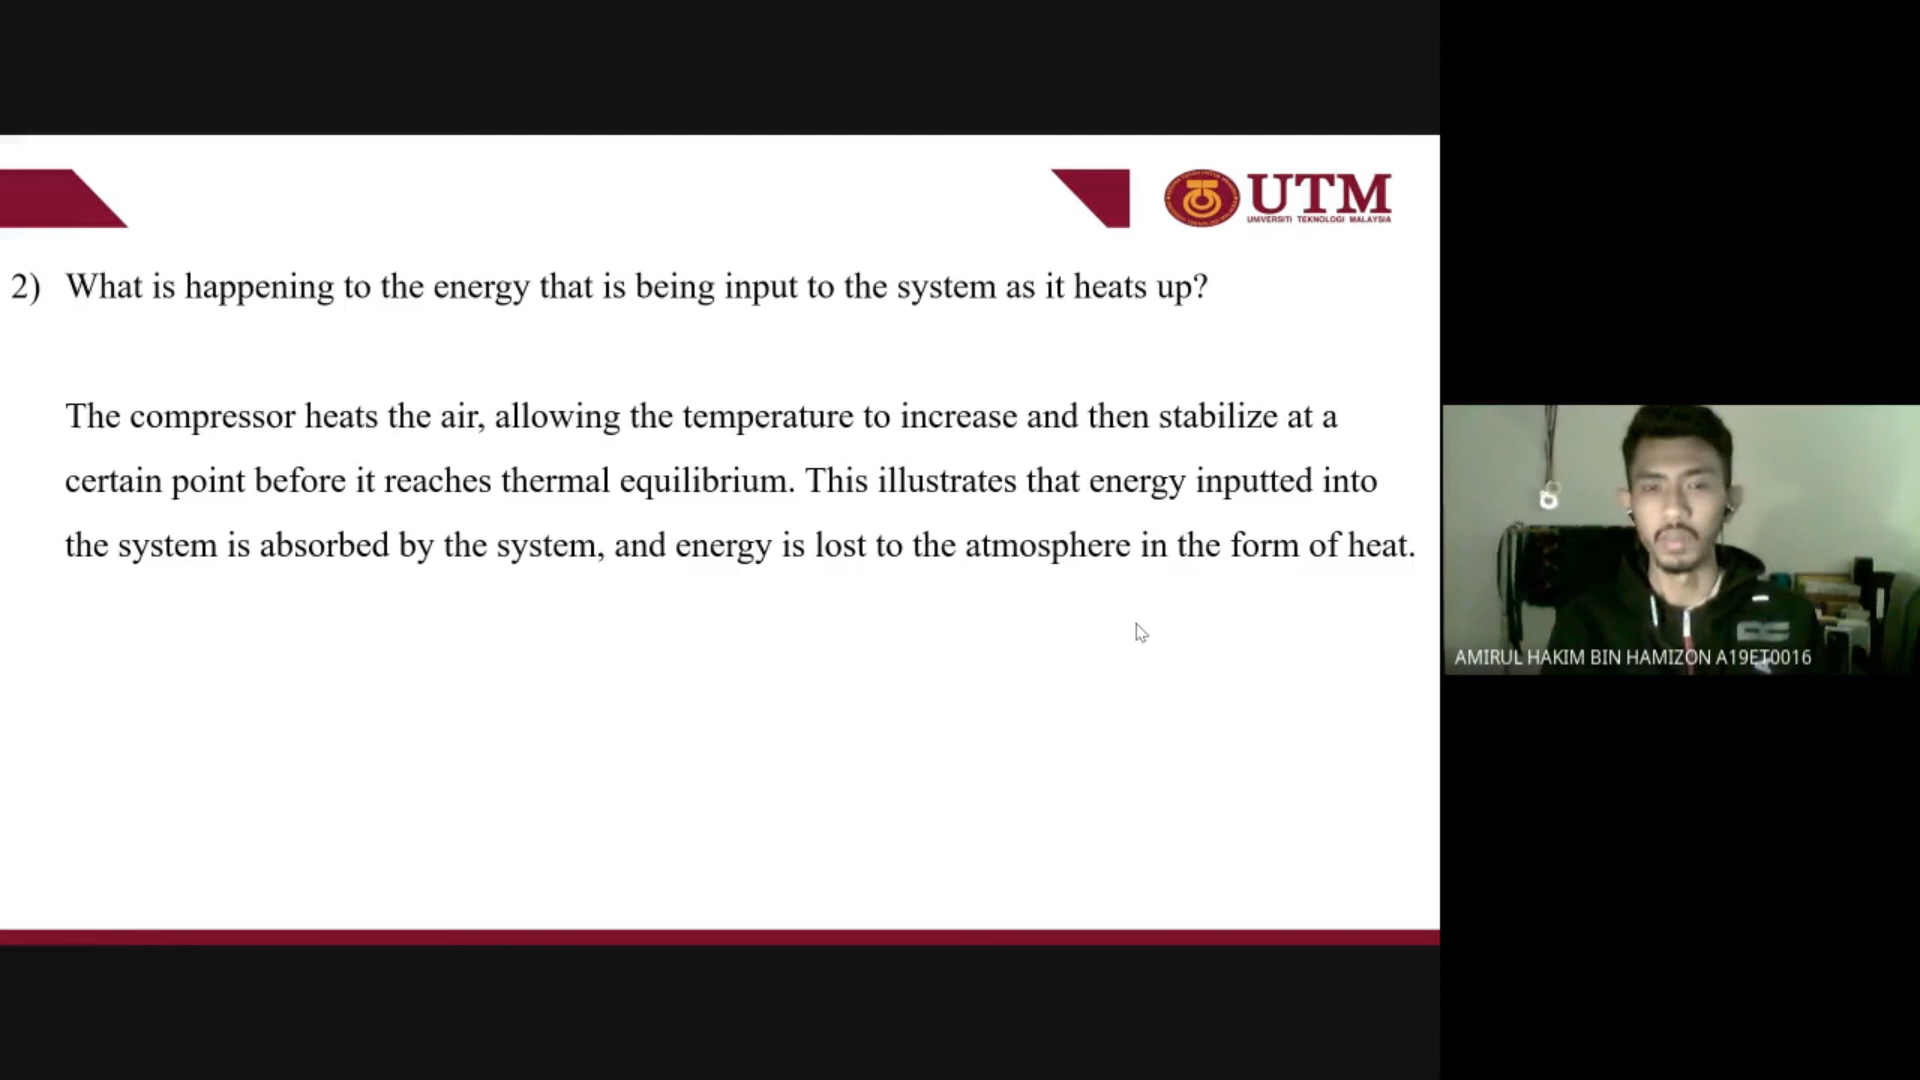 UTM
UNIVERSITI TEKNOLOGI MALAYSIA
2) What is happening to the energy that is being input to the system as it heats up?
The compressor heats the air, allowing the temperature to increase and then stabilize at a
certain point before it reaches thermal equilibrium. This illustrates that energy inputted into
the system is absorbed by the system, and energy is lost to the atmosphere in the form of heat.
AMIRUL HAKIM BIN HAMIZON A19ET0016